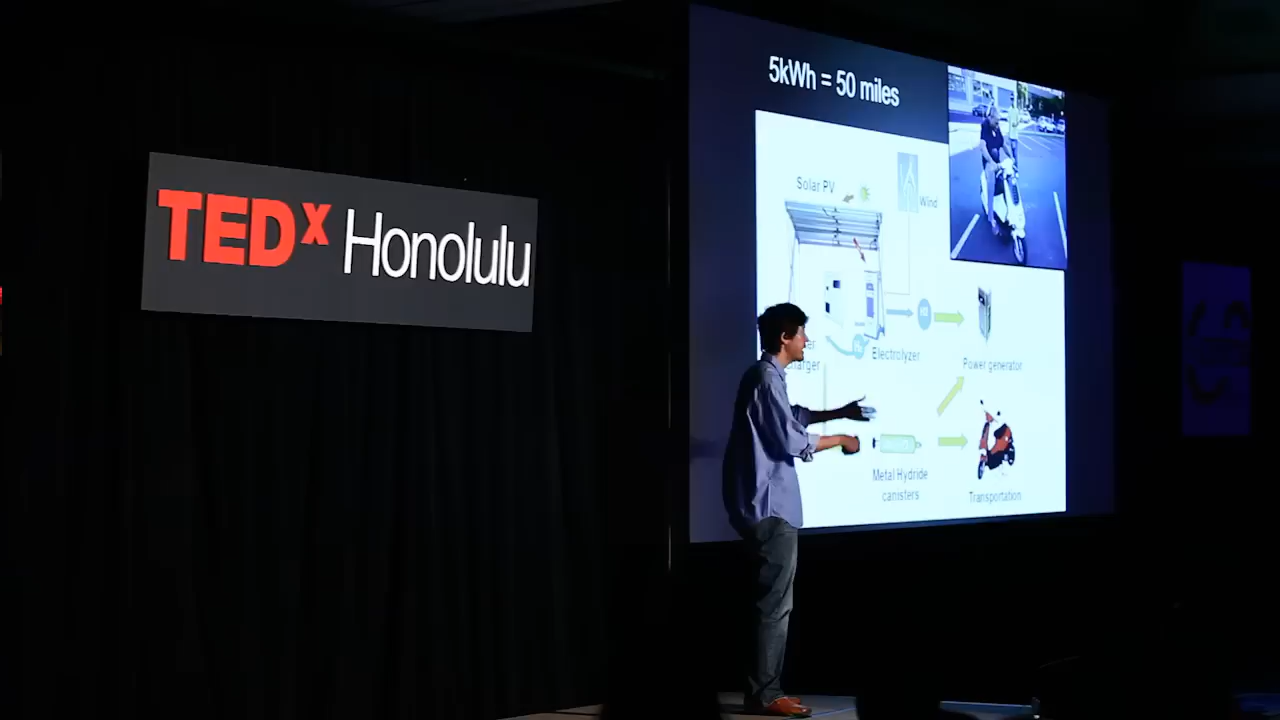 TEDx Honolulu
5kWh = 50 miles
Solar PV
Wind
Electrolyzer
Power generator
Metal Hydride
canisters
Transportation